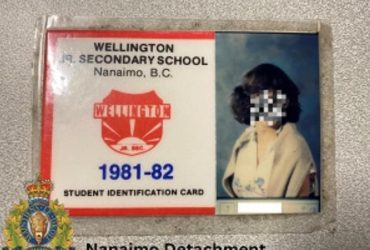 WELLINGTON
JR. SECONDARY SCHOOL
Nanaimo, B.C.
WELLINGTON
JR. SEC.
1981-82
STUDENT IDENTIFICATION CARD
Nanaimo Detachment